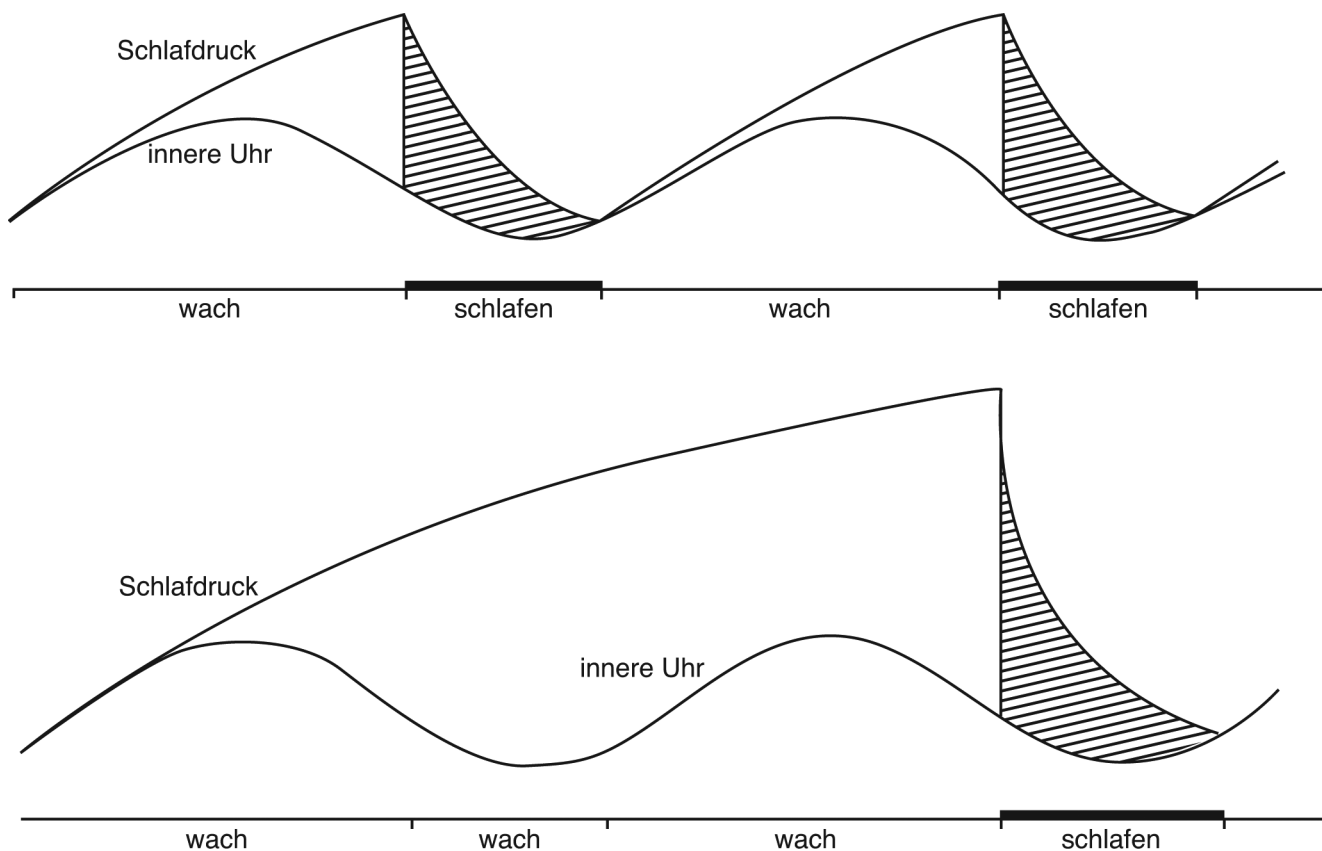 Schlafdruck
innere Uhr
wach
schlafen
wach
schlafen
Schlafdruck
innere Uhr
wach
wach
wach
schlafen